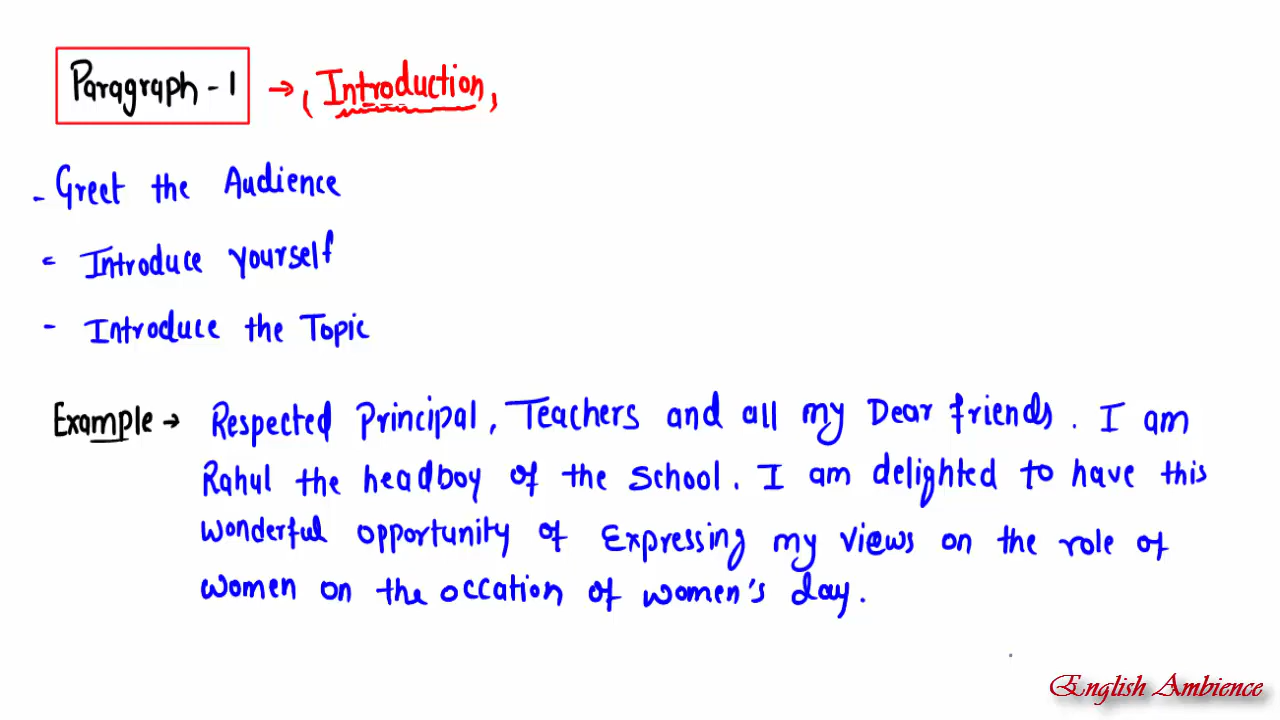 Paragraph - 1 → (Introduction)
- Greet the Audience
- Introduce yourself
- Introduce the Topic
Example → Respected Principal, Teachers and all my Dear friends. I am
Rahul the headboy of the School. I am delighted to have this
wonderful opportunity of Expressing my views on the role of
women on the occation of women's day.
English Ambience